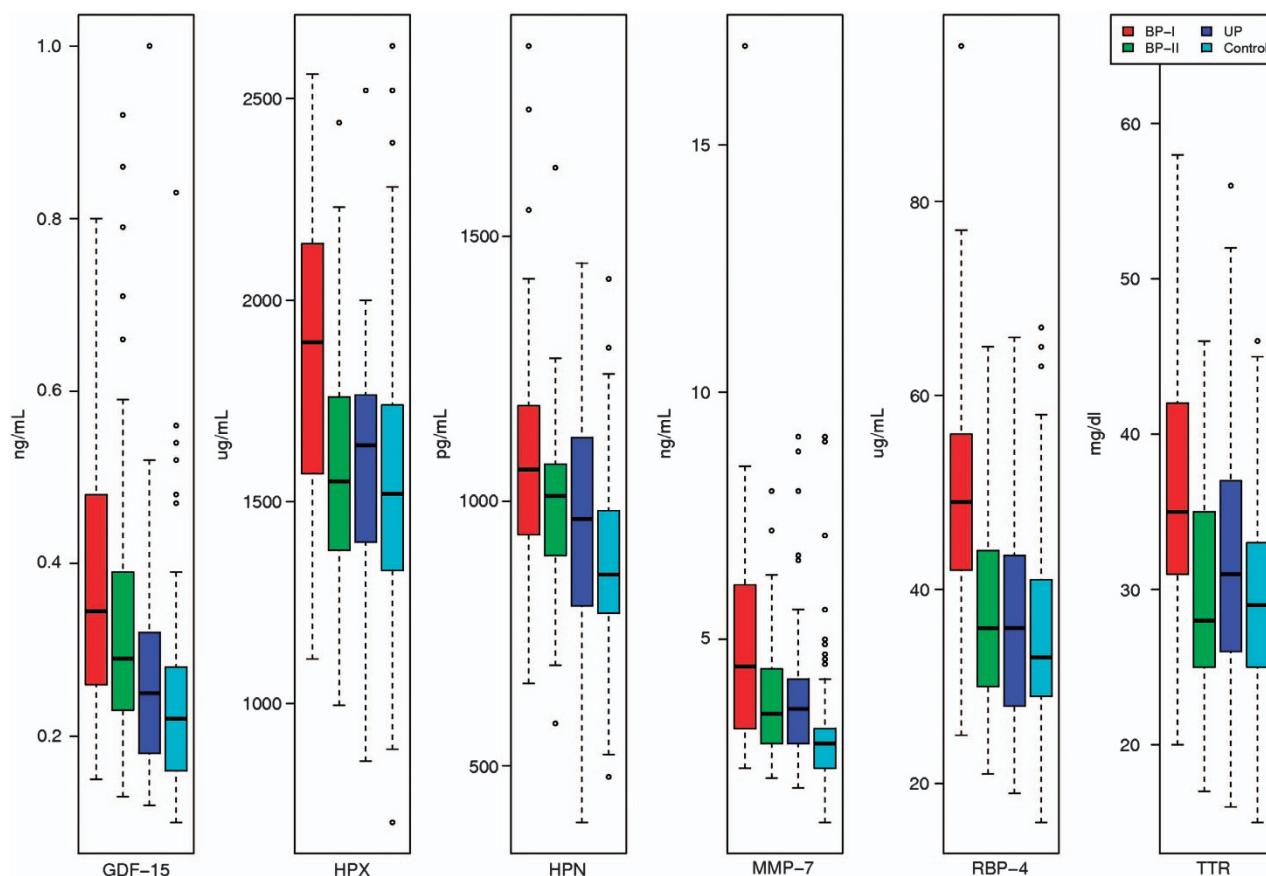 BP–I
UP
BP–II
Control
ng/mL
1.0
0.8
0.6
0.4
0.2
GDF–15
ug/mL
2500
2000
1500
1000
HPX
pg/mL
1500
1000
500
HPN
ng/mL
15
10
5
MMP–7
ug/mL
80
60
40
20
RBP–4
mg/dl
60
50
40
30
20
TTR